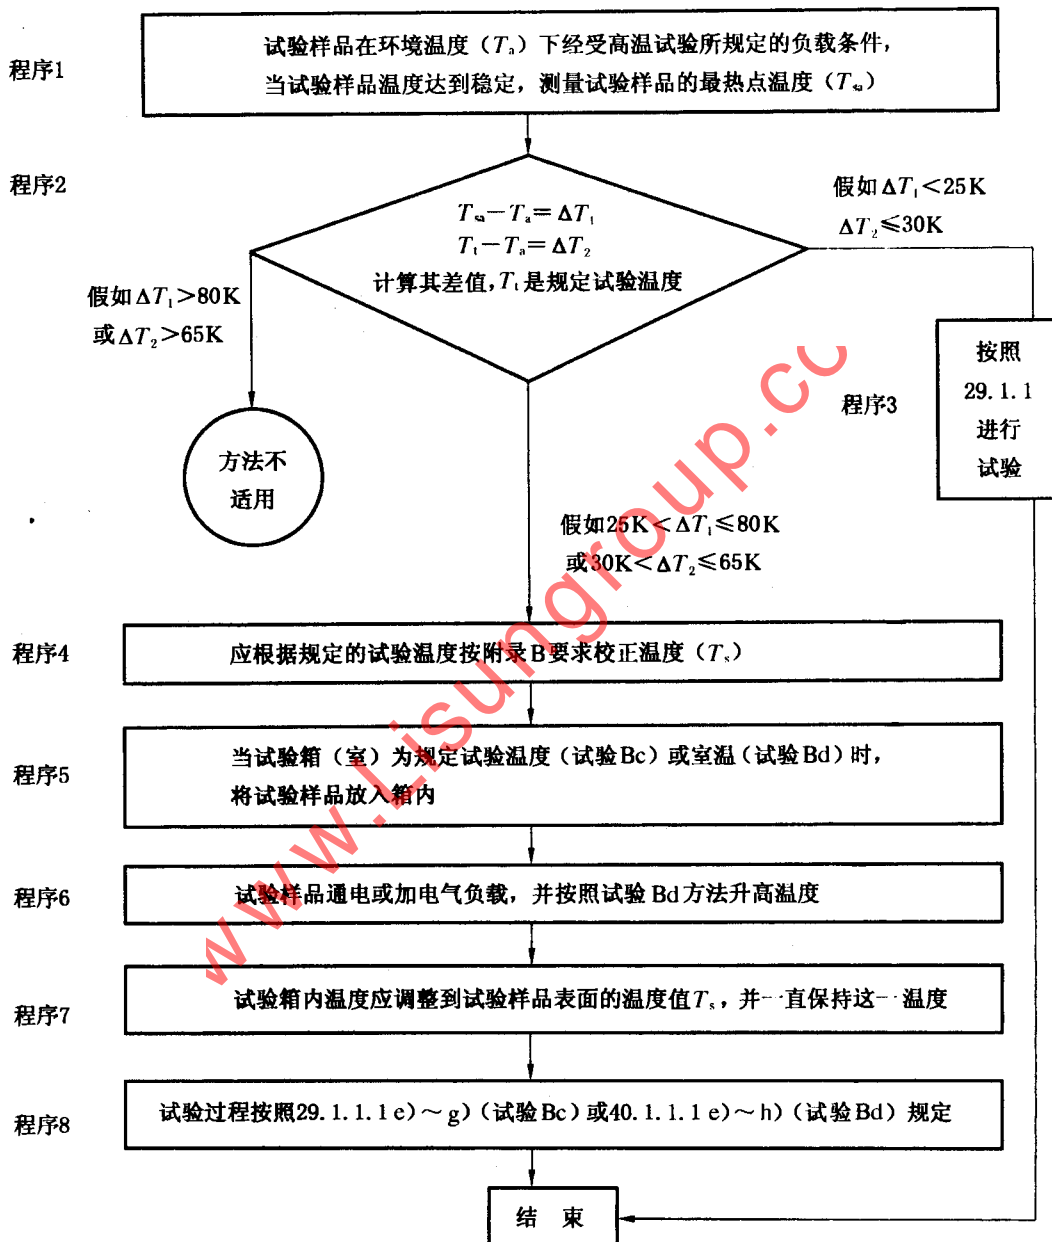 程序1
试验样品在环境温度（Ta）下经受高温试验所规定的负载条件，
当试验样品温度达到稳定，测量试验样品的最热点温度（Tsa）
程序2
Tsa－Ta＝ΔT1
Tt－Ta＝ΔT2
计算其差值，Tt是规定试验温度
假如ΔT1＜25K
ΔT2≤30K
假如ΔT1＞80K
或ΔT2＞65K
方法不
适用
程序3
按照
29.1.1
进行
试验
假如25K＜ΔT1≤80K
或30K＜ΔT2≤65K
程序4
应根据规定的试验温度按附录B要求校正温度（Ts）
程序5
当试验箱（室）为规定试验温度（试验Bc）或室温（试验Bd）时，
将试验样品放入箱内
程序6
试验样品通电或加电气负载，并按照试验Bd方法升高温度
程序7
试验箱内温度应调整到试验样品表面的温度值Ts，并一直保持这一温度
程序8
试验过程按照29.1.1.1 e）～g）（试验Bc）或40.1.1.1 e）～h）（试验Bd）规定
结 束
www.Lisungroup.co